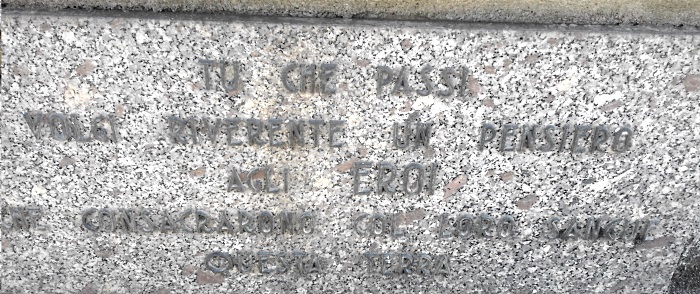 TU CHE PASSI
VOLGI RIVERENTE UN PENSIERO
AGLI EROI
CHE CONSACRARONO COL LORO SANGUE
QUESTA TERRA